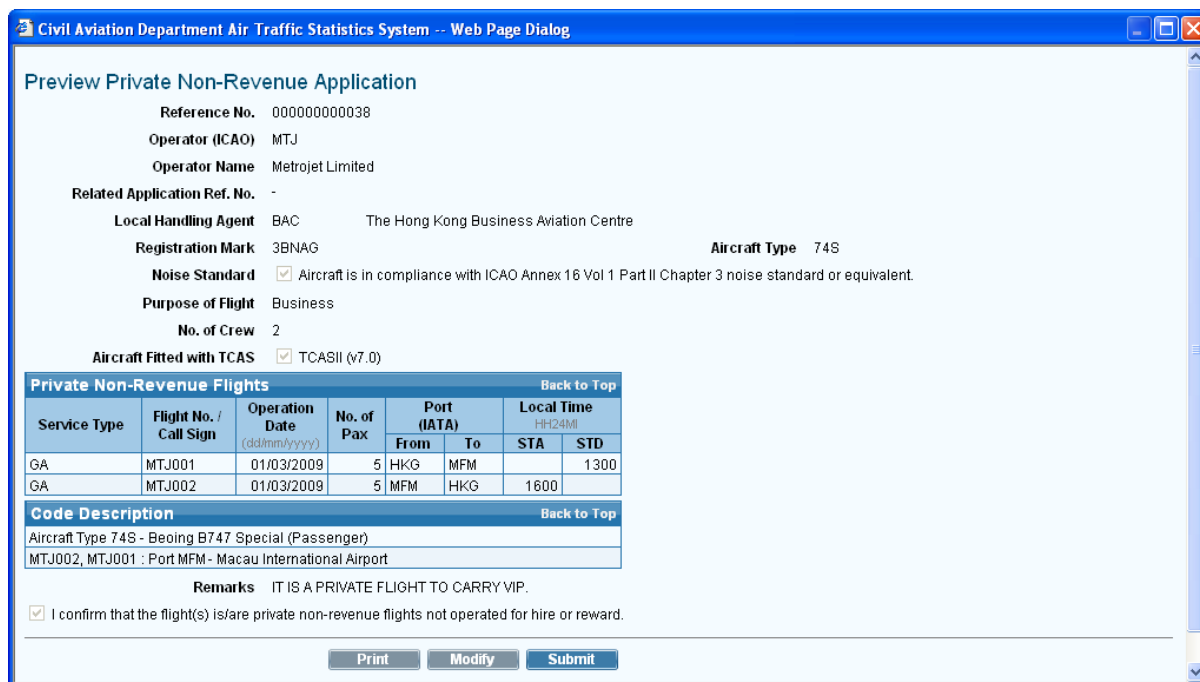 Civil Aviation Department Air Traffic Statistics System -- Web Page Dialog
Preview Private Non-Revenue Application
Reference No. 000000000038
Operator (ICAO) MTJ
Operator Name Metrojet Limited
Related Application Ref. No. -
Local Handling Agent BAC The Hong Kong Business Aviation Centre
Registration Mark 3BNAG Aircraft Type 74S
Noise Standard Aircraft is in compliance with ICAO Annex 16 Vol 1 Part II Chapter 3 noise standard or equivalent.
Purpose of Flight Business
No. of Crew 2
Aircraft Fitted with TCAS TCASII (v7.0)
Private Non-Revenue Flights Back to Top
Service Type Flight No. / Call Sign Operation Date (dd/mm/yyyy) No. of Pax Port (IATA) Local Time HH24MI
From To STA STD
GA MTJ001 01/03/2009 5 HKG MFM 1300
GA MTJ002 01/03/2009 5 MFM HKG 1600
Code Description Back to Top
Aircraft Type 74S - Beoing B747 Special (Passenger)
MTJ002, MTJ001 : Port MFM - Macau International Airport
Remarks IT IS A PRIVATE FLIGHT TO CARRY VIP.
I confirm that the flight(s) is/are private non-revenue flights not operated for hire or reward.
Print Modify Submit